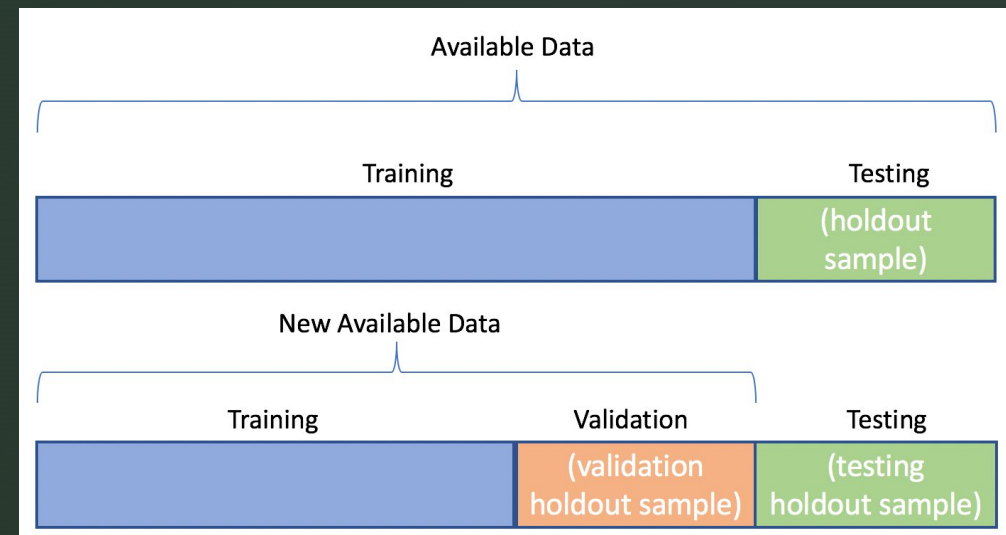 Available Data
Training
Testing
(holdout
sample)
New Available Data
Training
Validation
Testing
(validation
holdout sample)
(testing
holdout sample)